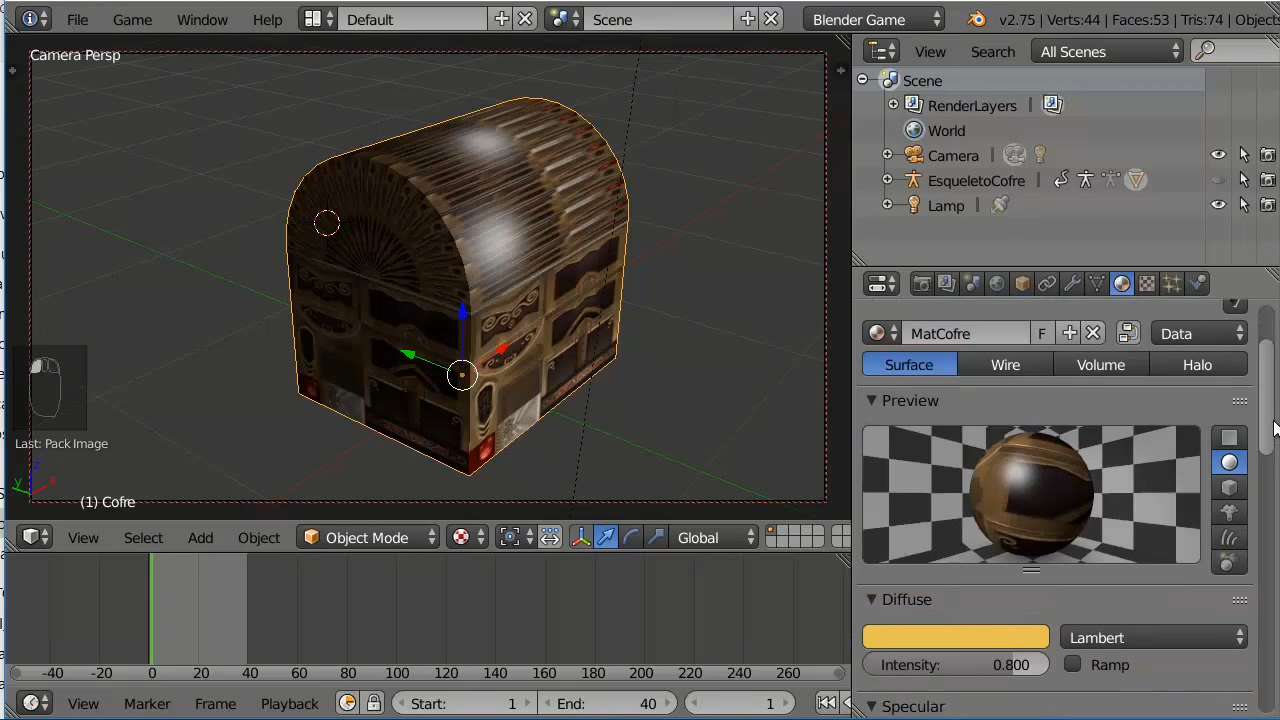 File Game Window Help Default Scene Blender Game v2.75 | Verts:44 | Faces:53 | Tris:74 | Objects
Camera Persp
View Search All Scenes
Scene
RenderLayers
World
Camera
EsqueletoCofre
Lamp
MatCofre F Data
Surface Wire Volume Halo
Preview
Last: Pack Image
z
y x
(1) Cofre
View Select Add Object Object Mode Global
Diffuse
Lambert
Intensity: 0.800 Ramp
-40 -20 0 20 40 60 80 100 120 140 160 180 200 220 240 260
View Marker Frame Playback Start: 1 End: 40 1
Specular